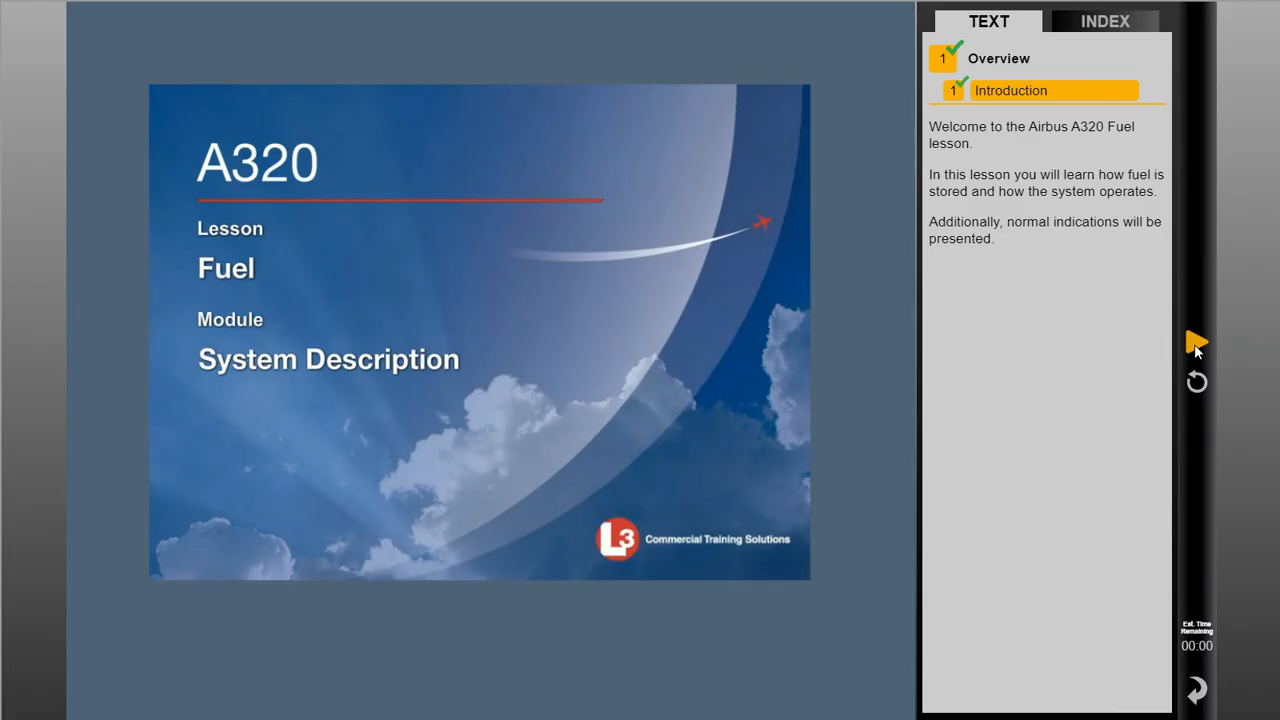 A320
Lesson
Fuel
Module
System Description
L3 Commercial Training Solutions
TEXT
INDEX
1 Overview
1 Introduction
Welcome to the Airbus A320 Fuel
lesson.
In this lesson you will learn how fuel is
stored and how the system operates.
Additionally, normal indications will be
presented.
Est. Time
Remaining
00:00